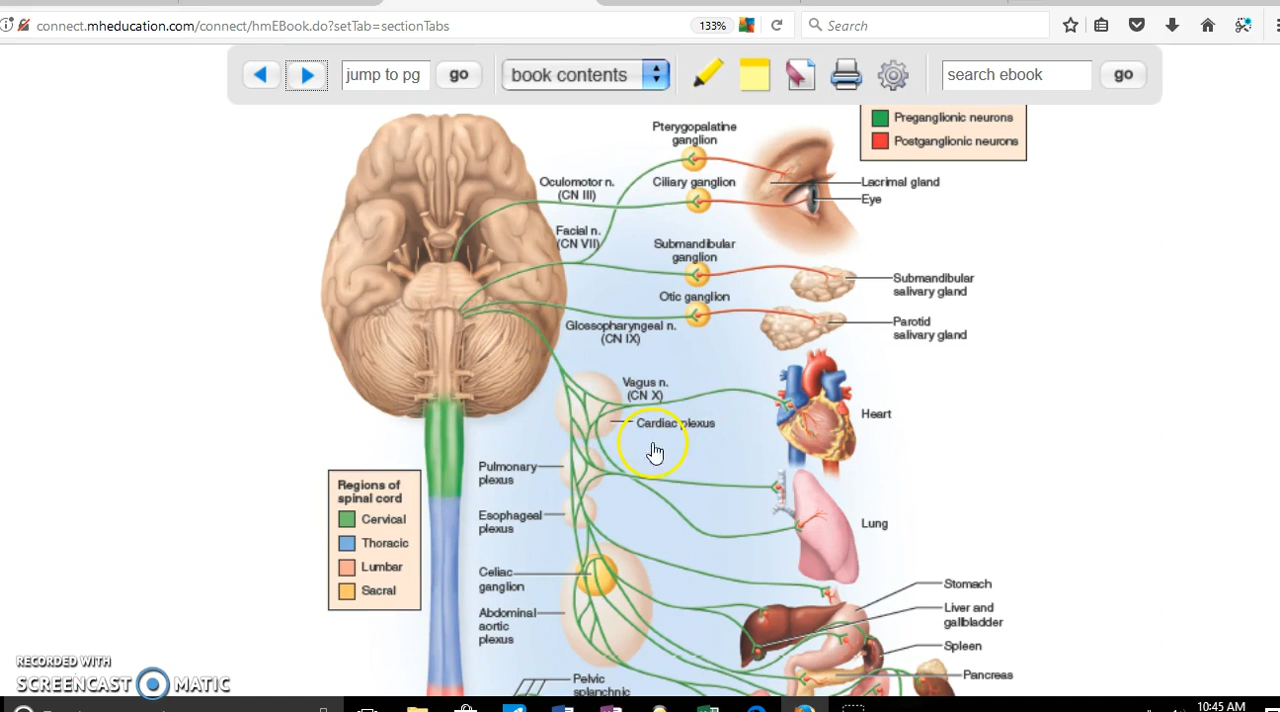 connect.mheducation.com/connect/hmEBook.do?setTab=sectionTabs
133%
Search
jump to pg
go
book contents
search ebook
go
Preganglionic neurons
Postganglionic neurons
Pterygopalatine
ganglion
Oculomotor n.
(CN III)
Ciliary ganglion
Lacrimal gland
Eye
Facial n.
(CN VII)
Submandibular
ganglion
Submandibular
salivary gland
Otic ganglion
Glossopharyngeal n.
(CN IX)
Parotid
salivary gland
Vagus n.
(CN X)
Cardiac plexus
Heart
Pulmonary
plexus
Regions of
spinal cord
Cervical
Thoracic
Lumbar
Sacral
Esophageal
plexus
Lung
Celiac
ganglion
Abdominal
aortic
plexus
Stomach
Liver and
gallbladder
Spleen
Pancreas
Pelvic
splanchnic
RECORDED WITH
SCREENCAST MATIC
10:45 AM